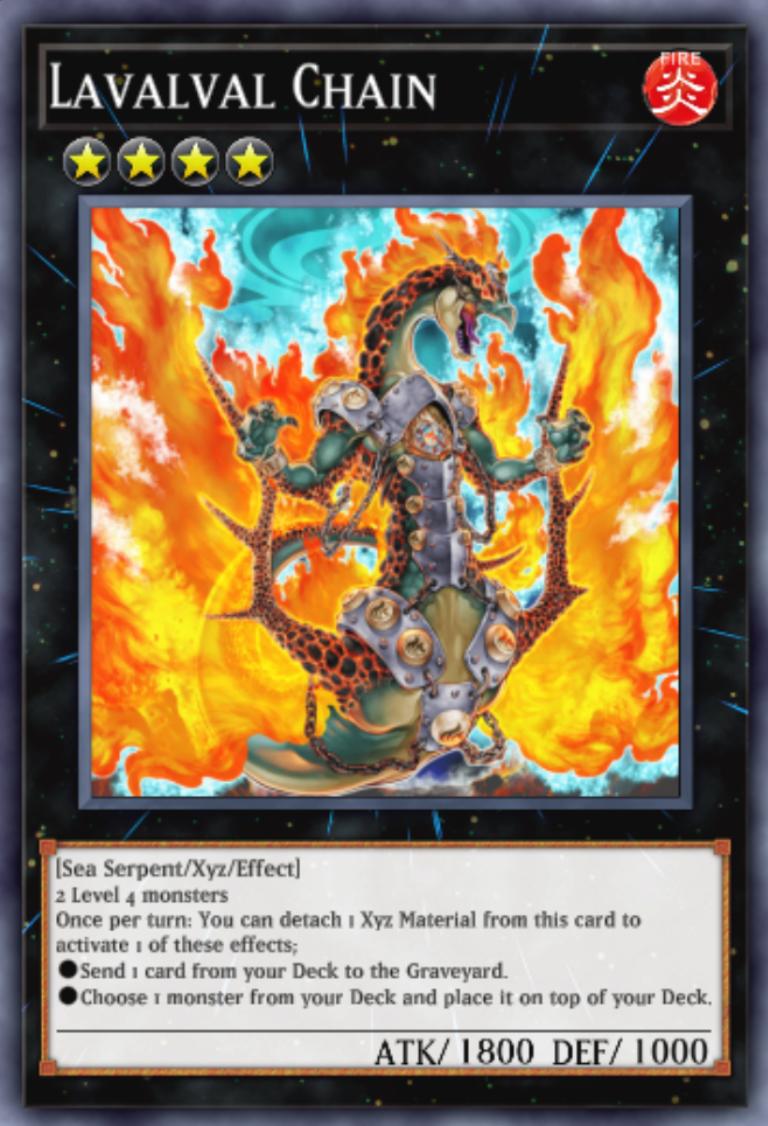 Lavalval Chain
FIRE
炎
[Sea Serpent/Xyz/Effect]
2 Level 4 monsters
Once per turn: You can detach 1 Xyz Material from this card to
activate 1 of these effects;
●Send 1 card from your Deck to the Graveyard.
●Choose 1 monster from your Deck and place it on top of your Deck.
ATK/ 1800 DEF/ 1000